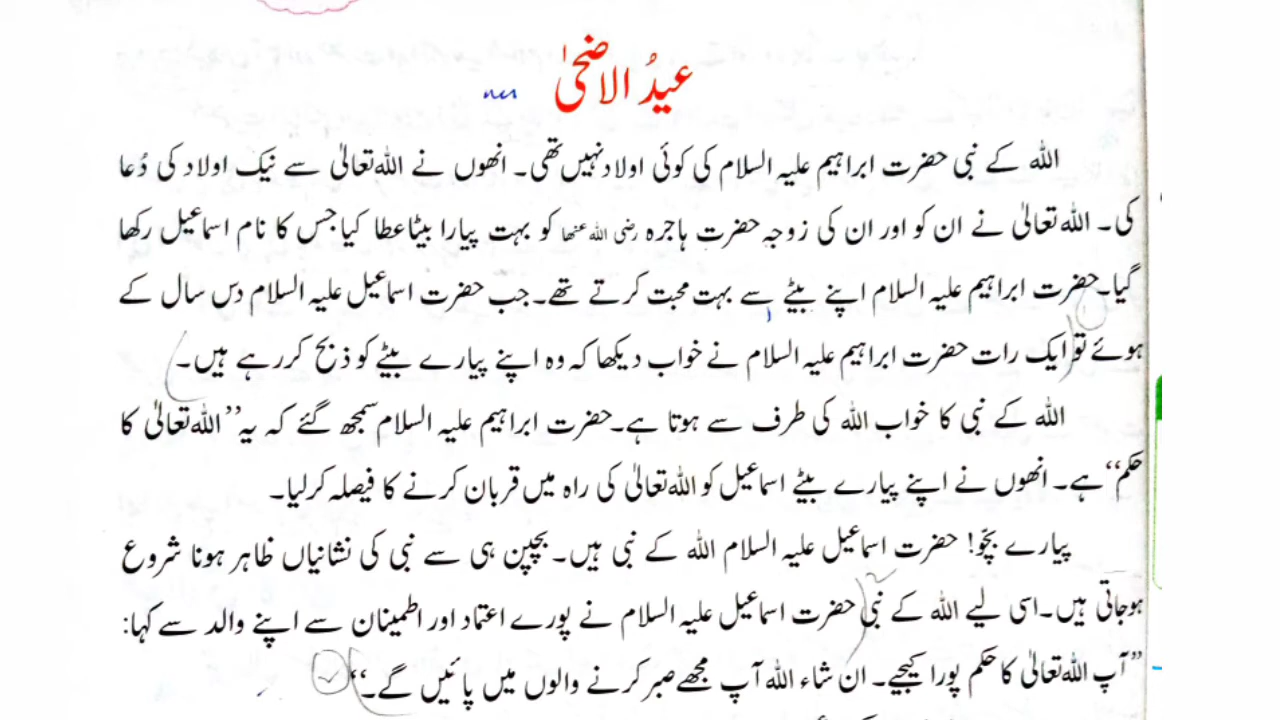 عیدُ الاضحیٰ
اللہ کے نبی حضرت ابراہیم علیہ السلام کی کوئی اولاد نہیں تھی۔ انھوں نے اللہ تعالیٰ سے نیک اولاد کی دُعا
کی۔ اللہ تعالیٰ نے ان کو اور ان کی زوجہ حضرت ہاجرہ رضی اللہ عنھا کو بہت پیارا بیٹا عطا کیا جس کا نام اسماعیل رکھا
گیا۔ حضرت ابراہیم علیہ السلام اپنے بیٹے سے بہت محبت کرتے تھے۔ جب حضرت اسماعیل علیہ السلام دس سال کے
ہوئے تو ایک رات حضرت ابراہیم علیہ السلام نے خواب دیکھا کہ وہ اپنے پیارے بیٹے کو ذبح کر رہے ہیں۔
اللہ کے نبی کا خواب اللہ کی طرف سے ہوتا ہے۔ حضرت ابراہیم علیہ السلام سمجھ گئے کہ یہ ”اللہ تعالیٰ کا
حکم“ ہے۔ انھوں نے اپنے پیارے بیٹے اسماعیل کو اللہ تعالیٰ کی راہ میں قربان کرنے کا فیصلہ کرلیا۔
پیارے بچّو! حضرت اسماعیل علیہ السلام اللہ کے نبی ہیں۔ بچپن ہی سے نبی کی نشانیاں ظاہر ہونا شروع
ہوجاتی ہیں۔ اسی لیے اللہ کے نبی حضرت اسماعیل علیہ السلام نے پورے اعتماد اور اطمینان سے اپنے والد سے کہا:
”آپ اللہ تعالیٰ کا حکم پورا کیجیے۔ ان شاء اللہ آپ مجھے صبر کرنے والوں میں پائیں گے۔“